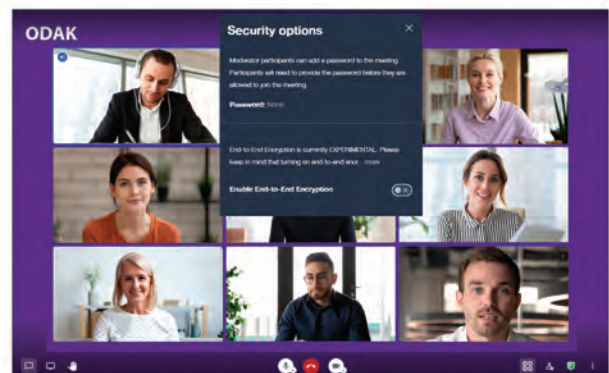 ODAK
Security options
Moderator participants can add a password to the meeting.
Participants will need to provide the password before they are
allowed to join the meeting.
Password: None
End-to-End Encryption is currently EXPERIMENTAL. Please
keep in mind that turning on end-to-end encr... more
Enable End-to-End Encryption